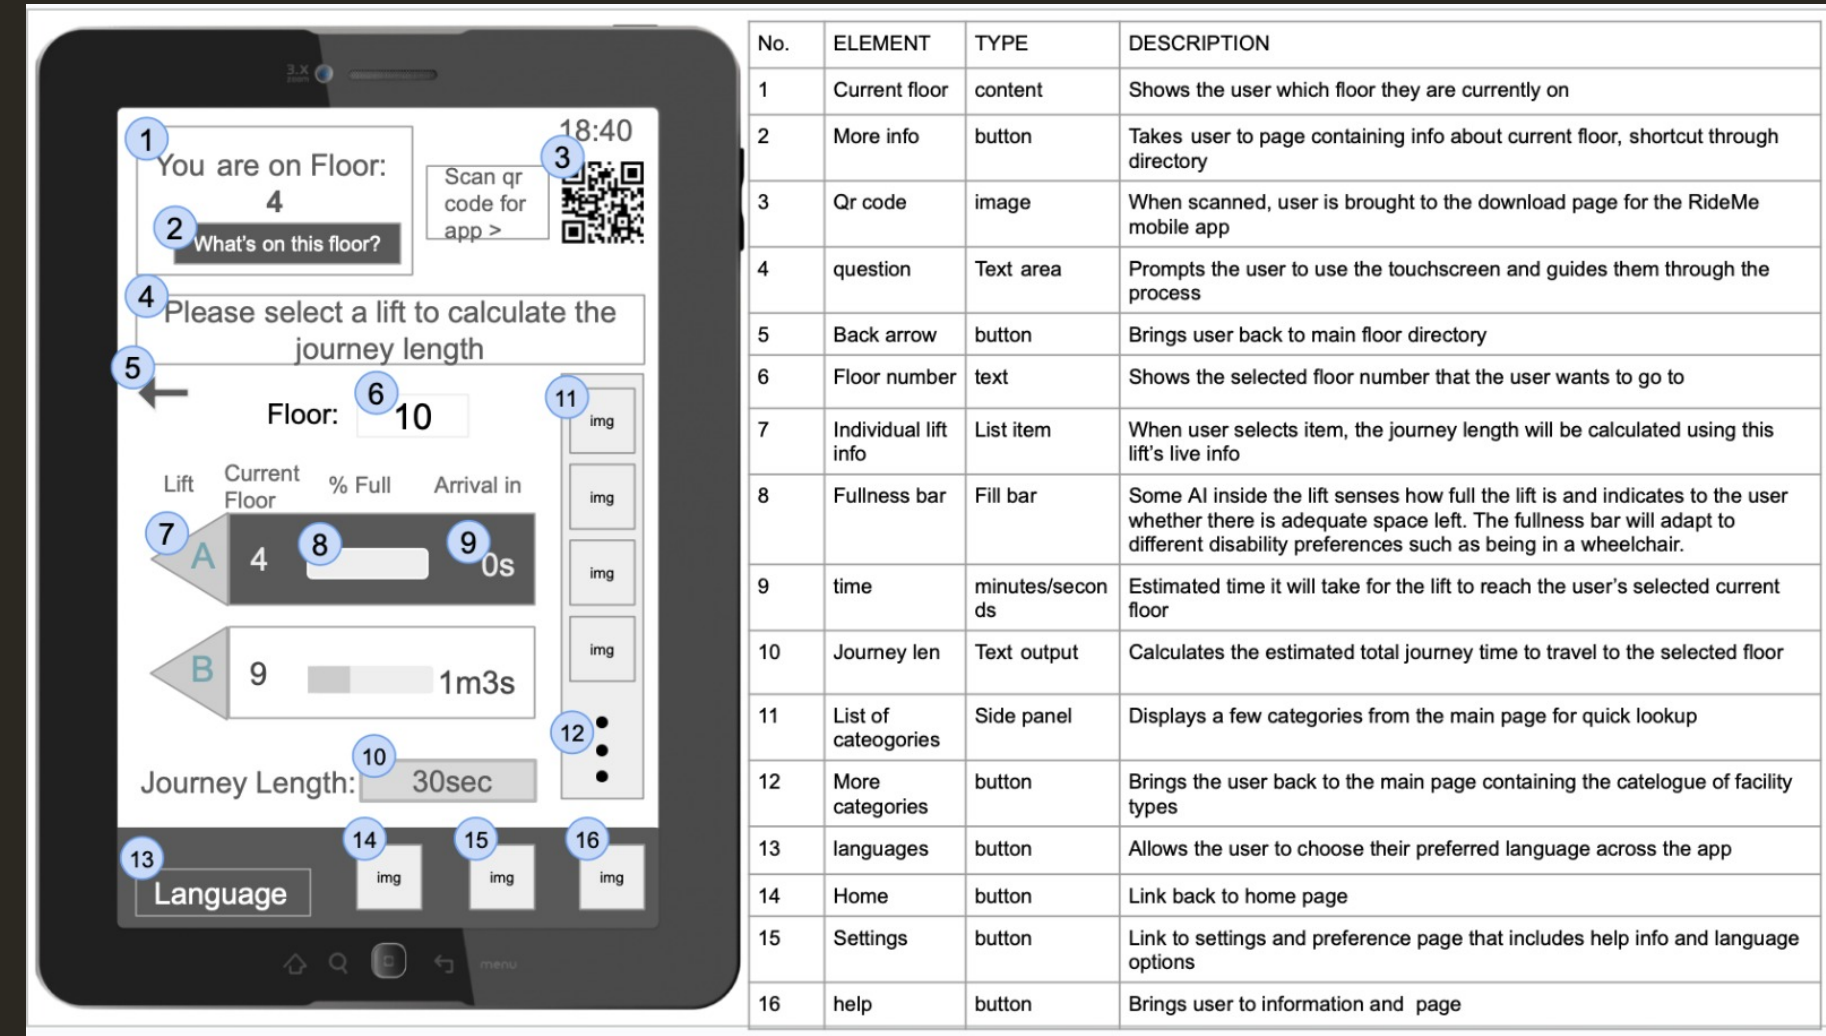 3.X
zoom
18:40
1
You are on Floor:
4
2
What's on this floor?
3
Scan qr
code for
app >
4
Please select a lift to calculate the
journey length
5
Floor:
6
10
Lift
Current
Floor
% Full
Arrival in
7
A
4
8
9
0s
B
9
1m3s
10
Journey Length:
30sec
11
img
img
img
img
12
13
Language
14
img
15
img
16
img
menu
No. ELEMENT TYPE DESCRIPTION
1 Current floor content Shows the user which floor they are currently on
2 More info button Takes user to page containing info about current floor, shortcut through
directory
3 Qr code image When scanned, user is brought to the download page for the RideMe
mobile app
4 question Text area Prompts the user to use the touchscreen and guides them through the
process
5 Back arrow button Brings user back to main floor directory
6 Floor number text Shows the selected floor number that the user wants to go to
7 Individual lift List item When user selects item, the journey length will be calculated using this
info lift's live info
8 Fullness bar Fill bar Some AI inside the lift senses how full the lift is and indicates to the user
whether there is adequate space left. The fullness bar will adapt to
different disability preferences such as being in a wheelchair.
9 time minutes/secon Estimated time it will take for the lift to reach the user's selected current
ds floor
10 Journey len Text output Calculates the estimated total journey time to travel to the selected floor
11 List of Side panel Displays a few categories from the main page for quick lookup
cateogories
12 More button Brings the user back to the main page containing the catelogue of facility
categories types
13 languages button Allows the user to choose their preferred language across the app
14 Home button Link back to home page
15 Settings button Link to settings and preference page that includes help info and language
options
16 help button Brings user to information and page